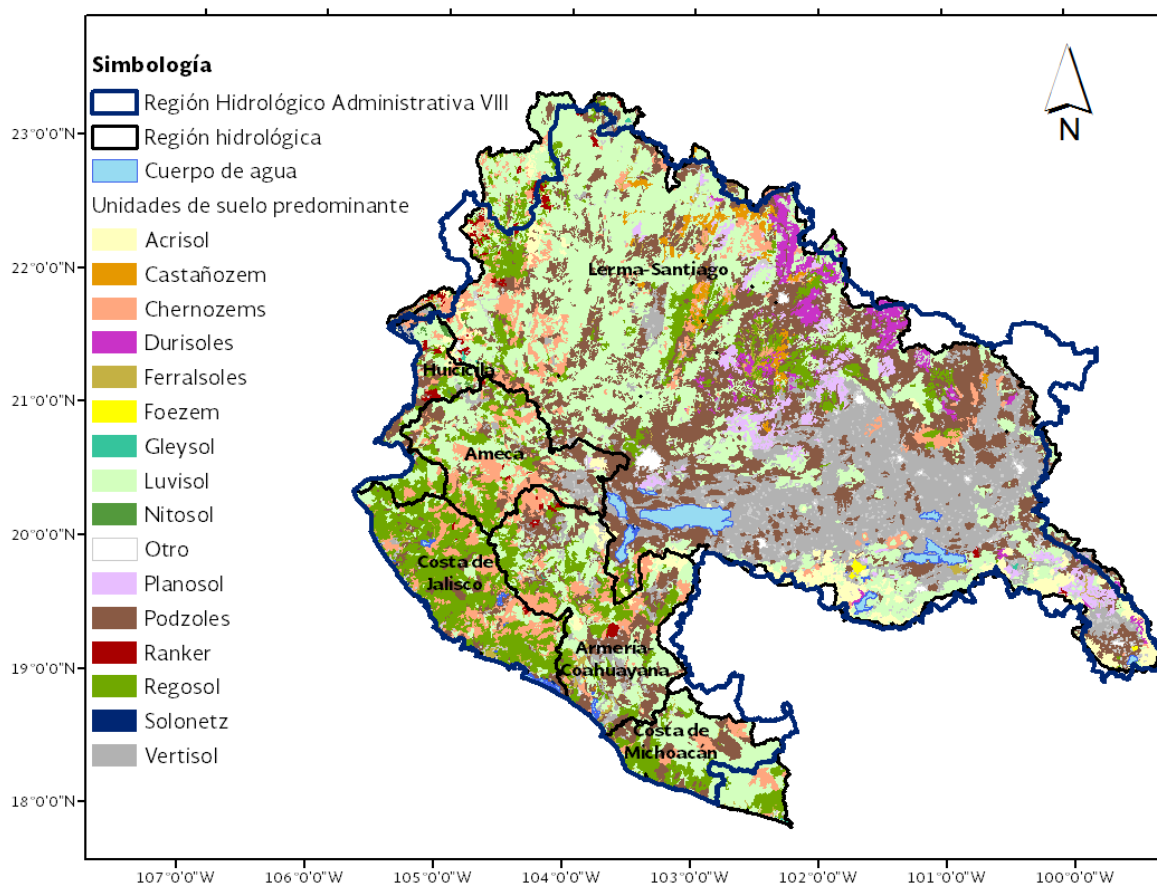 Simbología
Región Hidrológico Administrativa VIII
Región hidrológica
Cuerpo de agua
Unidades de suelo predominante
Acrisol
Castañozem
Chernozems
Durisoles
Ferralsoles
Foezem
Gleysol
Luvisol
Nitosol
Otro
Planosol
Podzoles
Ranker
Regosol
Solonetz
Vertisol
N
Lerma-Santiago
Huicicila
Ameca
Costa de
Jalisco
Armería-
Coahuayana
Costa de
Michoacán
23°0'0"N
22°0'0"N
21°0'0"N
20°0'0"N
19°0'0"N
18°0'0"N
107°0'0"W
106°0'0"W
105°0'0"W
104°0'0"W
103°0'0"W
102°0'0"W
101°0'0"W
100°0'0"W